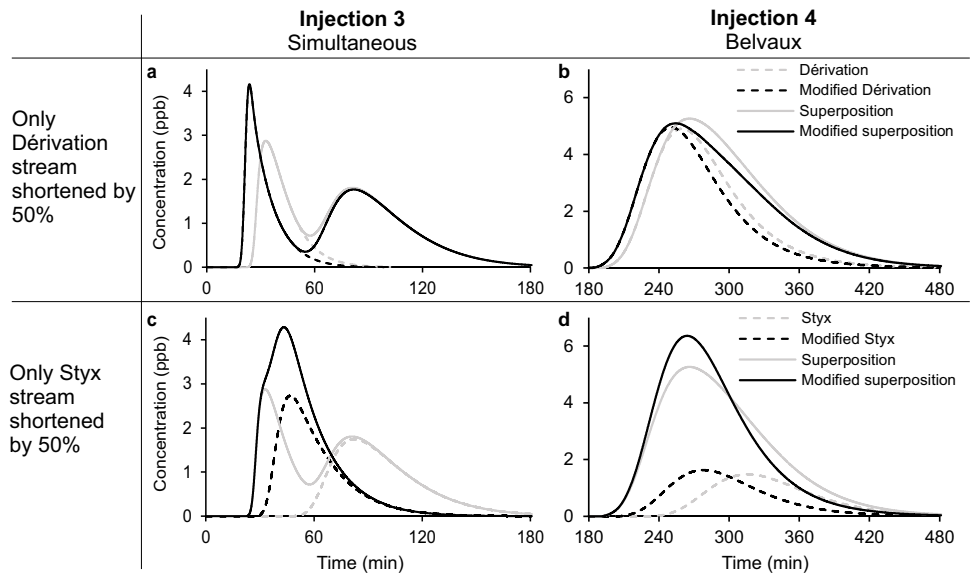 Injection 3
Simultaneous
Injection 4
Belvaux
Only
Dérivation
stream
shortened by
50%
a
Concentration (ppb)
4
3
2
1
0
0
60
120
180
b
Dérivation
Modified Dérivation
Superposition
Modified superposition
6
4
2
0
180
240
300
360
420
480
Only Styx
stream
shortened
by 50%
c
Concentration (ppb)
4
3
2
1
0
0
60
120
180
Time (min)
d
Styx
Modified Styx
Superposition
Modified superposition
6
4
2
0
180
240
300
360
420
480
Time (min)